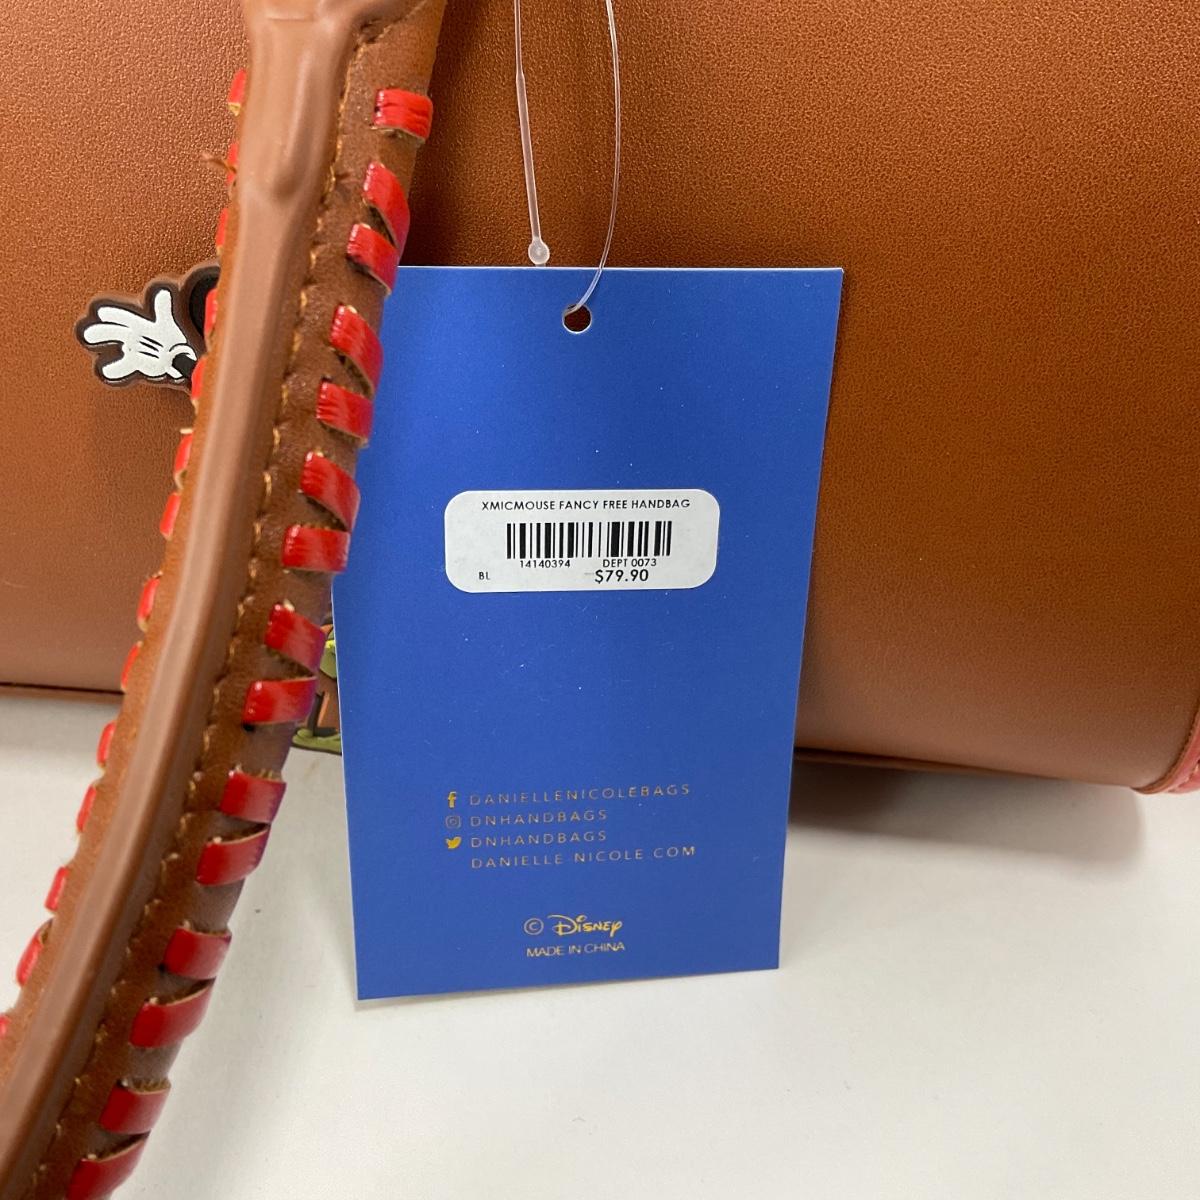 XMICMOUSE FANCY FREE HANDBAG
14140394 DEPT 0073
BL $79.90
DANIELLENICOLEBAGS
DNHANDBAGS
DNHANDBAGS
DANIELLE-NICOLE.COM
© Disney
MADE IN CHINA